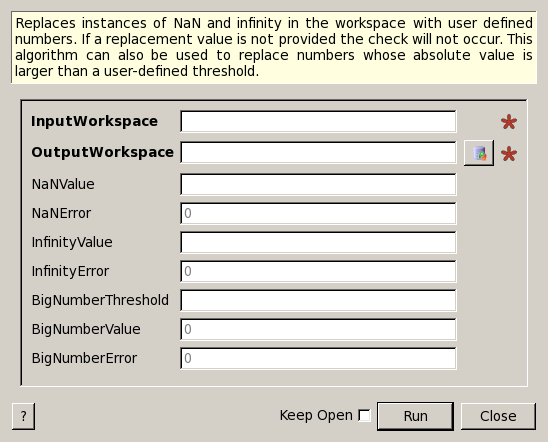 Replaces instances of NaN and infinity in the workspace with user defined
numbers. If a replacement value is not provided the check will not occur. This
algorithm can also be used to replace numbers whose absolute value is
larger than a user-defined threshold.
InputWorkspace
OutputWorkspace
NaNValue
NaNError 0
InfinityValue
InfinityError 0
BigNumberThreshold
BigNumberValue 0
BigNumberError 0
? Keep Open Run Close